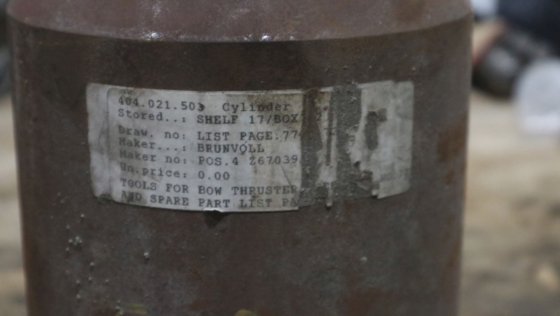 404.021.503 Cylinder
Stored..: SHELF 17/BOX
Draw. no: LIST PAGE.77
Maker...: BRUNVOLL
Maker no: POS.4 Z67039
Un.price: 0.00
TOOLS FOR BOW THRUSTER
AND SPARE PART LIST PA